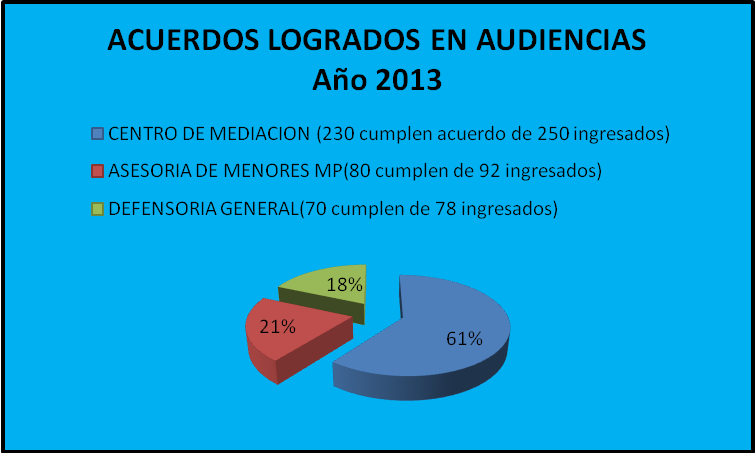 ACUERDOS LOGRADOS EN AUDIENCIAS
Año 2013
CENTRO DE MEDIACION (230 cumplen acuerdo de 250 ingresados)
ASESORIA DE MENORES MP(80 cumplen de 92 ingresados)
DEFENSORIA GENERAL(70 cumplen de 78 ingresados)
18%
21%
61%